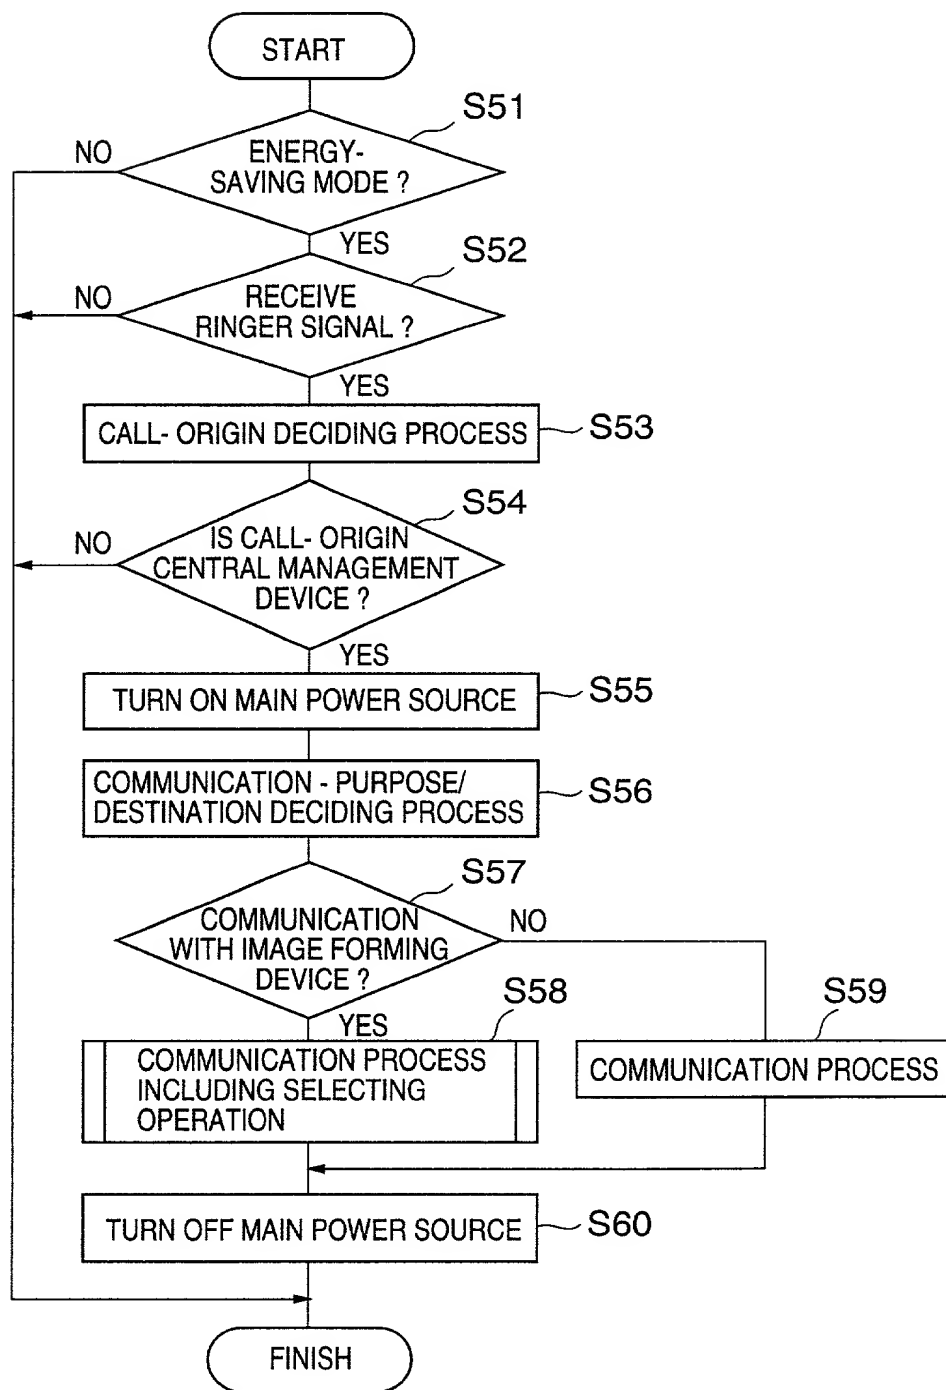 START
S51
NO
ENERGY-
SAVING MODE ?
YES
S52
NO
RECEIVE
RINGER SIGNAL ?
YES
CALL- ORIGIN DECIDING PROCESS
S53
S54
NO
IS CALL- ORIGIN
CENTRAL MANAGEMENT
DEVICE ?
YES
TURN ON MAIN POWER SOURCE
S55
COMMUNICATION - PURPOSE/
DESTINATION DECIDING PROCESS
S56
S57
COMMUNICATION
WITH IMAGE FORMING
DEVICE ?
NO
YES
S58
S59
COMMUNICATION PROCESS
INCLUDING SELECTING
OPERATION
COMMUNICATION PROCESS
TURN OFF MAIN POWER SOURCE
S60
FINISH